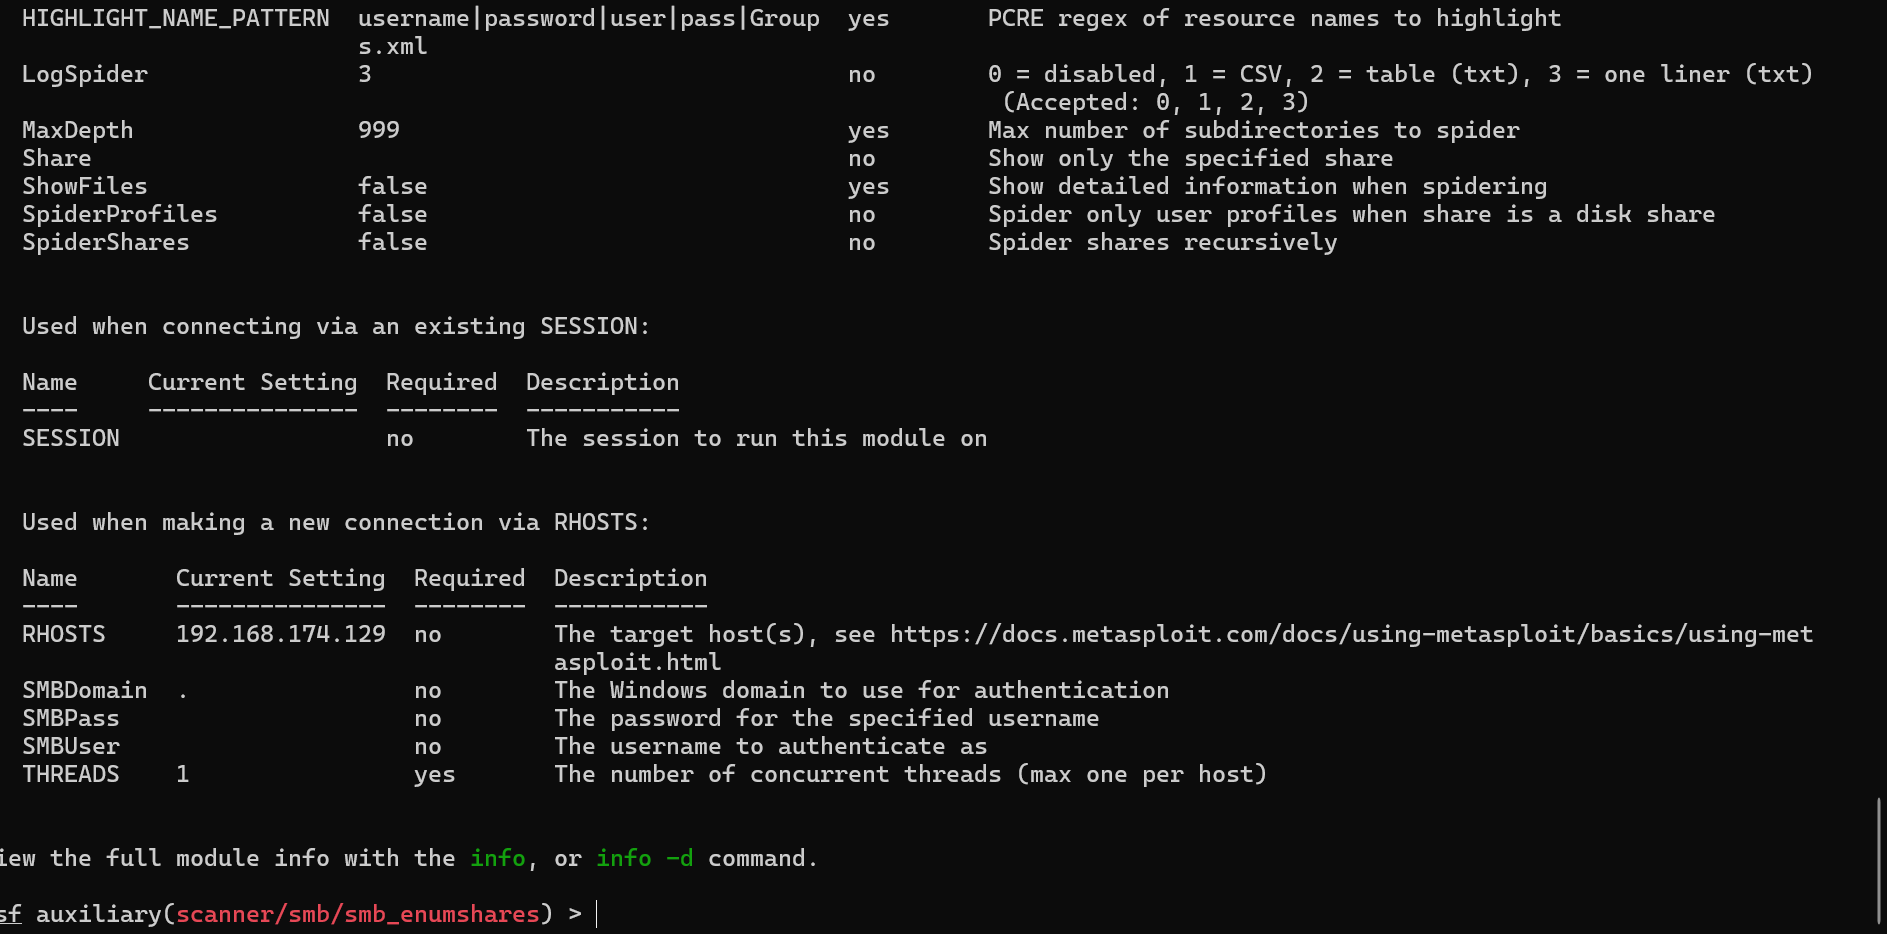 HIGHLIGHT_NAME_PATTERN  username|password|user|pass|Group  yes       PCRE regex of resource names to highlight
                        s.xml
LogSpider               3                                  no        0 = disabled, 1 = CSV, 2 = table (txt), 3 = one liner (txt)
                                                                      (Accepted: 0, 1, 2, 3)
MaxDepth                999                                yes       Max number of subdirectories to spider
Share                                                      no        Show only the specified share
ShowFiles               false                              yes       Show detailed information when spidering
SpiderProfiles          false                              no        Spider only user profiles when share is a disk share
SpiderShares            false                              no        Spider shares recursively

Used when connecting via an existing SESSION:

Name     Current Setting  Required  Description
----     ---------------  --------  -----------
SESSION                   no        The session to run this module on

Used when making a new connection via RHOSTS:

Name       Current Setting  Required  Description
----       ---------------  --------  -----------
RHOSTS     192.168.174.129  no        The target host(s), see https://docs.metasploit.com/docs/using-metasploit/basics/using-met
                                      asploit.html
SMBDomain  .                no        The Windows domain to use for authentication
SMBPass                     no        The password for the specified username
SMBUser                     no        The username to authenticate as
THREADS    1                yes       The number of concurrent threads (max one per host)

iew the full module info with the info, or info -d command.

sf auxiliary(scanner/smb/smb_enumshares) >